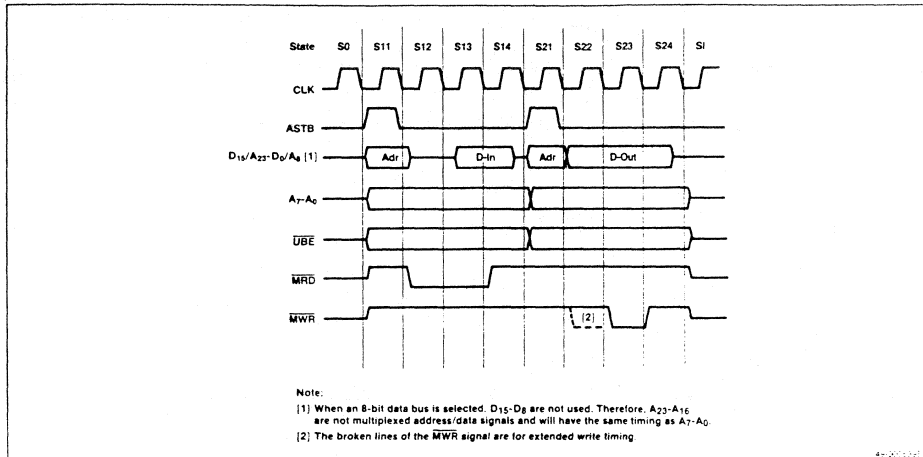 State S0 S11 S12 S13 S14 S21 S22 S23 S24 SI
CLK
ASTB
D15/A23-D0/A8 [1] Adr D-In Adr D-Out
A7-A0
UBE
MRD
MWR [2]
Note:
[1] When an 8-bit data bus is selected. D15-D8 are not used. Therefore, A23-A16
are not multiplexed address/data signals and will have the same timing as A7-A0.
[2] The broken lines of the MWR signal are for extended write timing.